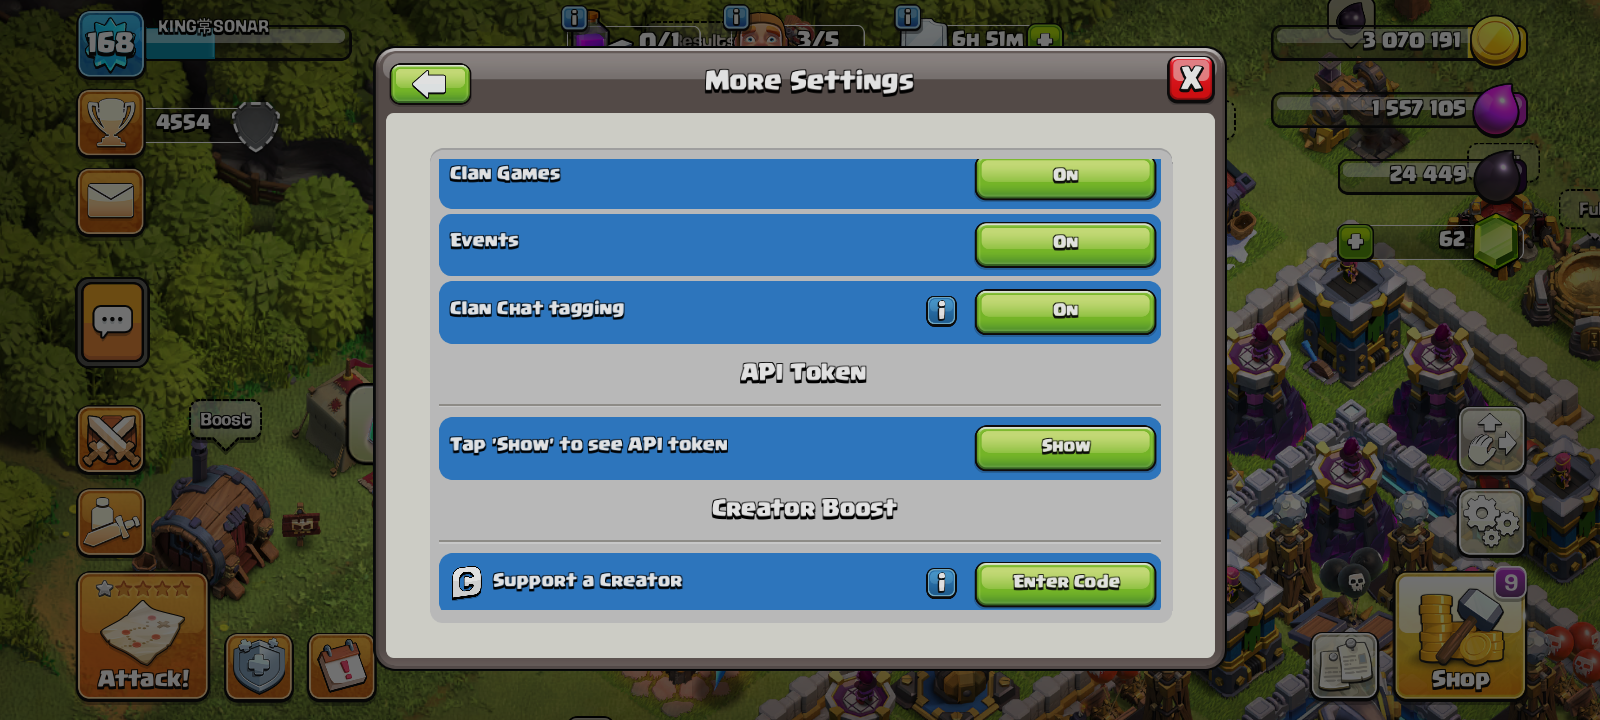 168
KING常SONAR
0/1
3/5
6H 51M
3 070 191
More Settings
X
4554
1 557 105
Clan Games
On
24 449
Events
On
62
Clan Chat tagging
i
On
API Token
Boost
Tap 'Show' to see API token
Show
Creator Boost
C
Support a Creator
i
Enter Code
9
Attack!
Shop